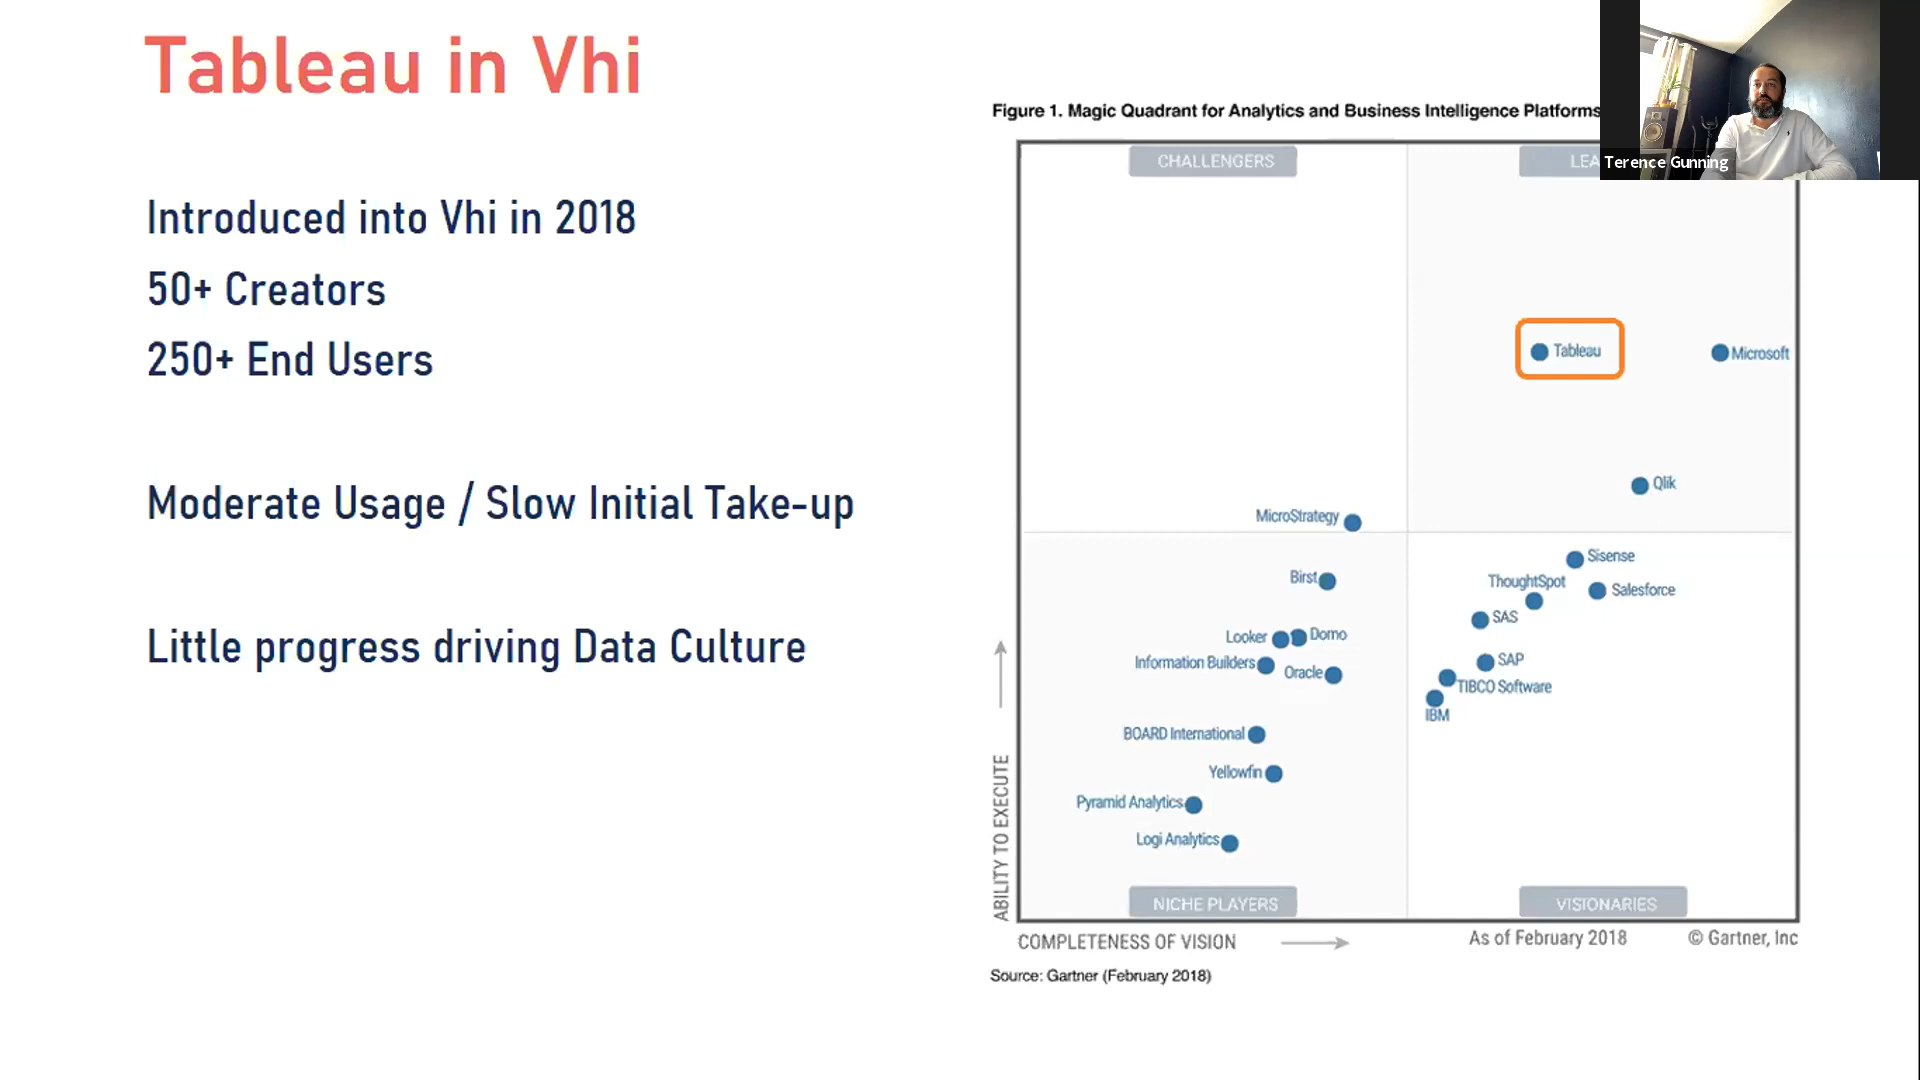 Tableau in Vhi
Introduced into Vhi in 2018
50+ Creators
250+ End Users
Moderate Usage / Slow Initial Take-up
Little progress driving Data Culture
Figure 1. Magic Quadrant for Analytics and Business Intelligence Platforms
CHALLENGERS
LEA
Terence Gunning
Tableau
Microsoft
Qlik
MicroStrategy
Sisense
Birst
ThoughtSpot
Salesforce
SAS
Looker
Domo
Information Builders
Oracle
SAP
TIBCO Software
IBM
BOARD International
Yellowfin
Pyramid Analytics
Logi Analytics
ABILITY TO EXECUTE
NICHE PLAYERS
VISIONARIES
COMPLETENESS OF VISION
As of February 2018
© Gartner, Inc
Source: Gartner (February 2018)